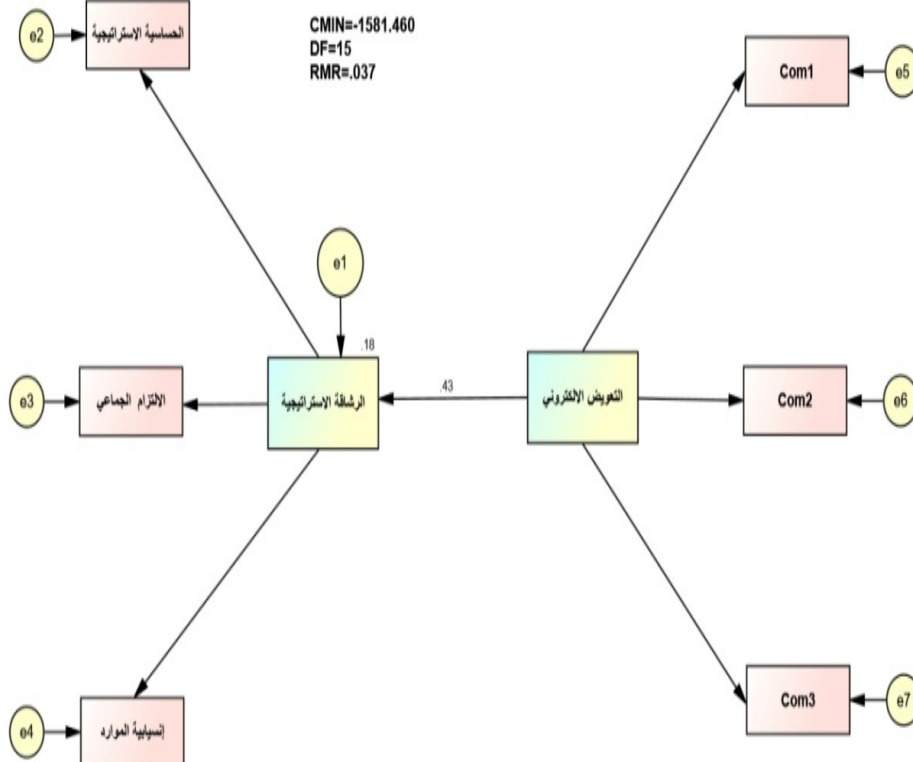 e2
الحساسية الاستراتيجية
CMIN=-1581.460
DF=15
RMR=.037
Com1
e5
e1
.18
e3
الالتزام الجماعي
الرشاقة الاستراتيجية
.43
التعويض الالكتروني
Com2
e6
e4
إنسيابية الموارد
Com3
e7